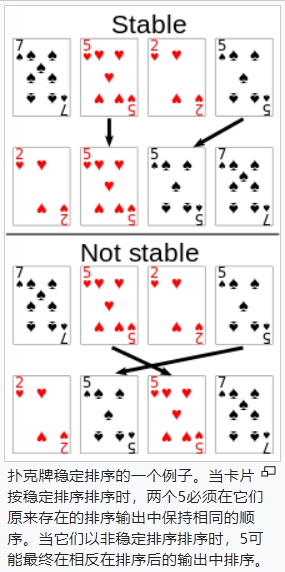 Stable
7 5 2 5
7 5 2 5
2 5 5 7
2 5 5 7
Not stable
7 5 2 5
7 5 2 5
2 5 5 7
2 5 5 7
扑克牌稳定排序的一个例子。当卡片
按稳定排序排序时，两个5必须在它们
原来存在的排序输出中保持相同的顺
序。当它们以非稳定排序排序时，5可
能最终在相反在排序后的输出中排序。